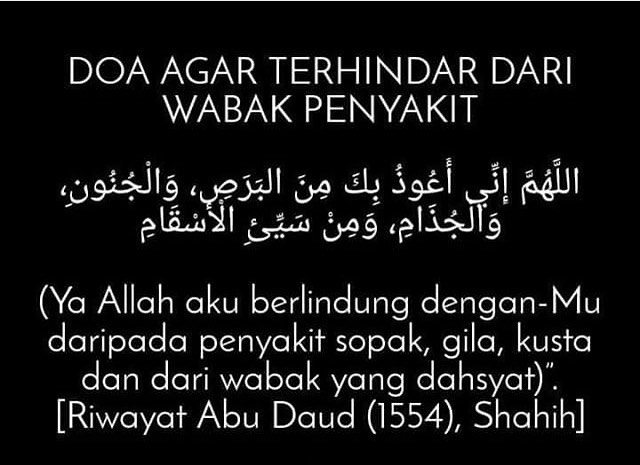 DOA AGAR TERHINDAR DARI
WABAK PENYAKIT
اللَّهُمَّ إِنِّي أَعُوذُ بِكَ مِنَ البَرَصِ، وَالْجُنُونِ،
وَالْجُذَامِ، وَمِنْ سَيِّئِ الْأَسْقَامِ
(Ya Allah aku berlindung dengan-Mu
daripada penyakit sopak, gila, kusta
dan dari wabak yang dahsyat)”.
[Riwayat Abu Daud (1554), Shahih]